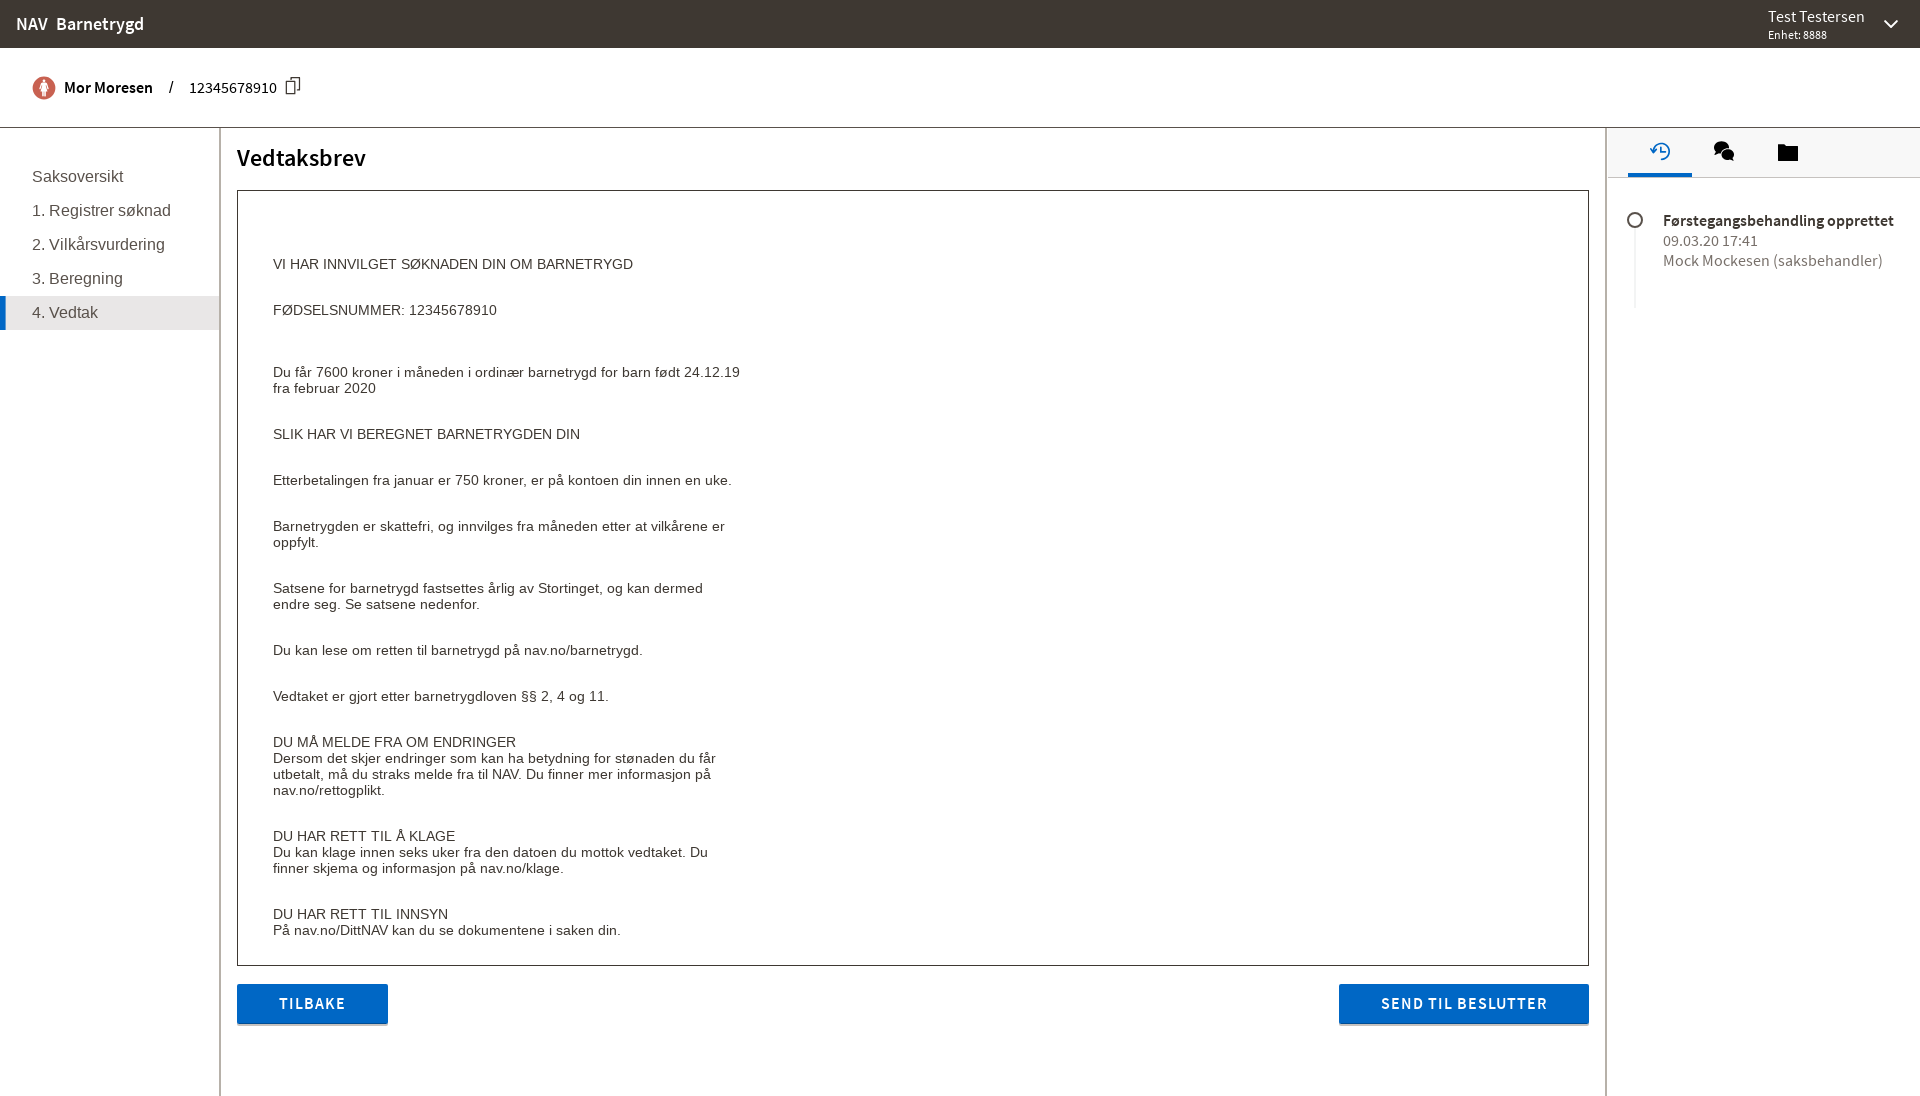 NAV Barnetrygd
Test Testersen
Enhet: 8888
Mor Moresen / 12345678910
Saksoversikt
1. Registrer søknad
2. Vilkårsvurdering
3. Beregning
4. Vedtak
Vedtaksbrev
VI HAR INNVILGET SØKNADEN DIN OM BARNETRYGD
FØDSELSNUMMER: 12345678910
Du får 7600 kroner i måneden i ordinær barnetrygd for barn født 24.12.19
fra februar 2020
SLIK HAR VI BEREGNET BARNETRYGDEN DIN
Etterbetalingen fra januar er 750 kroner, er på kontoen din innen en uke.
Barnetrygden er skattefri, og innvilges fra måneden etter at vilkårene er
oppfylt.
Satsene for barnetrygd fastsettes årlig av Stortinget, og kan dermed
endre seg. Se satsene nedenfor.
Du kan lese om retten til barnetrygd på nav.no/barnetrygd.
Vedtaket er gjort etter barnetrygdloven §§ 2, 4 og 11.
DU MÅ MELDE FRA OM ENDRINGER
Dersom det skjer endringer som kan ha betydning for stønaden du får
utbetalt, må du straks melde fra til NAV. Du finner mer informasjon på
nav.no/rettogplikt.
DU HAR RETT TIL Å KLAGE
Du kan klage innen seks uker fra den datoen du mottok vedtaket. Du
finner skjema og informasjon på nav.no/klage.
DU HAR RETT TIL INNSYN
På nav.no/DittNAV kan du se dokumentene i saken din.
TILBAKE
SEND TIL BESLUTTER
Førstegangsbehandling opprettet
09.03.20 17:41
Mock Mockesen (saksbehandler)